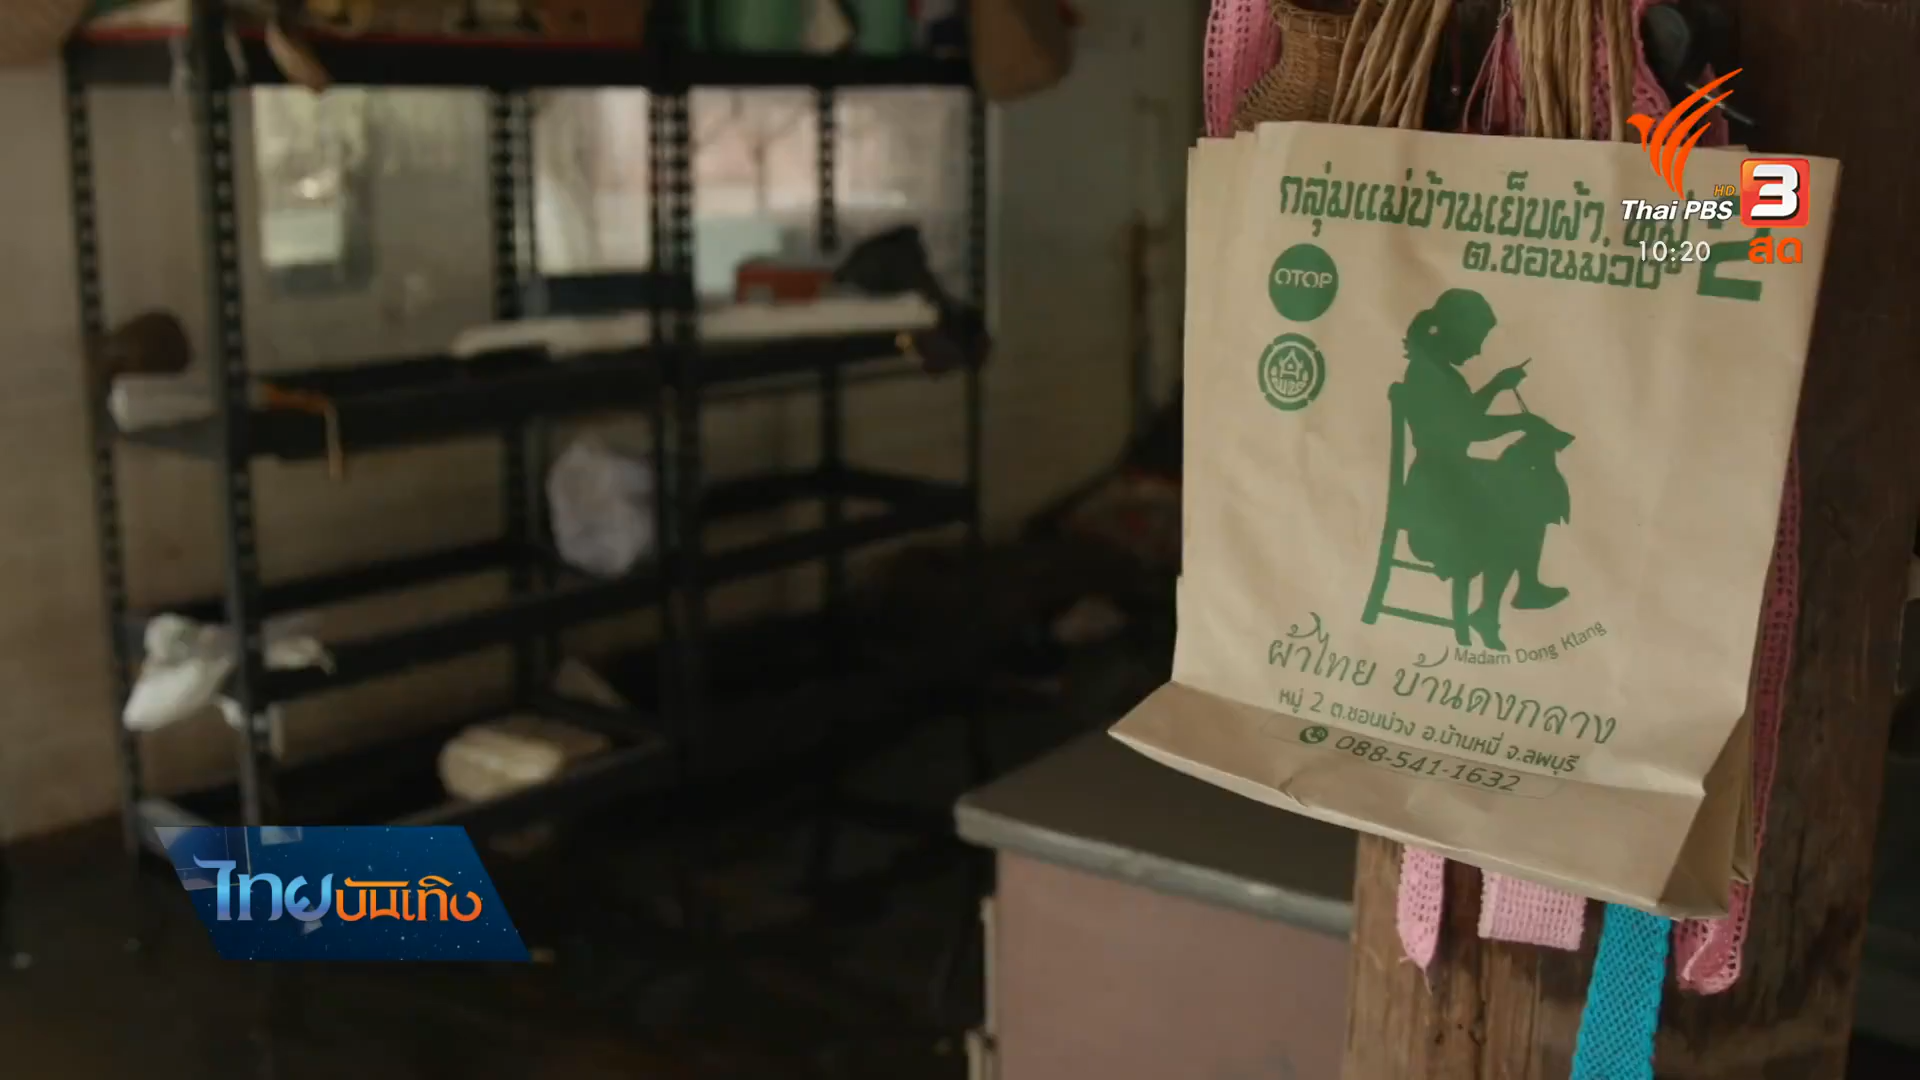 กลุ่มแม่บ้านเย็บผ้า. หมู่ 2
ต.ชอนม่วง
OTOP
Thai PBS HD 3
10:20 สด
Madam Dong Klang
ผ้าไทย บ้านดงกลาง
หมู่ 2 ต.ชอนม่วง อ.บ้านหมี่ จ.ลพบุรี
088-541-1632
ไทยบันเทิง